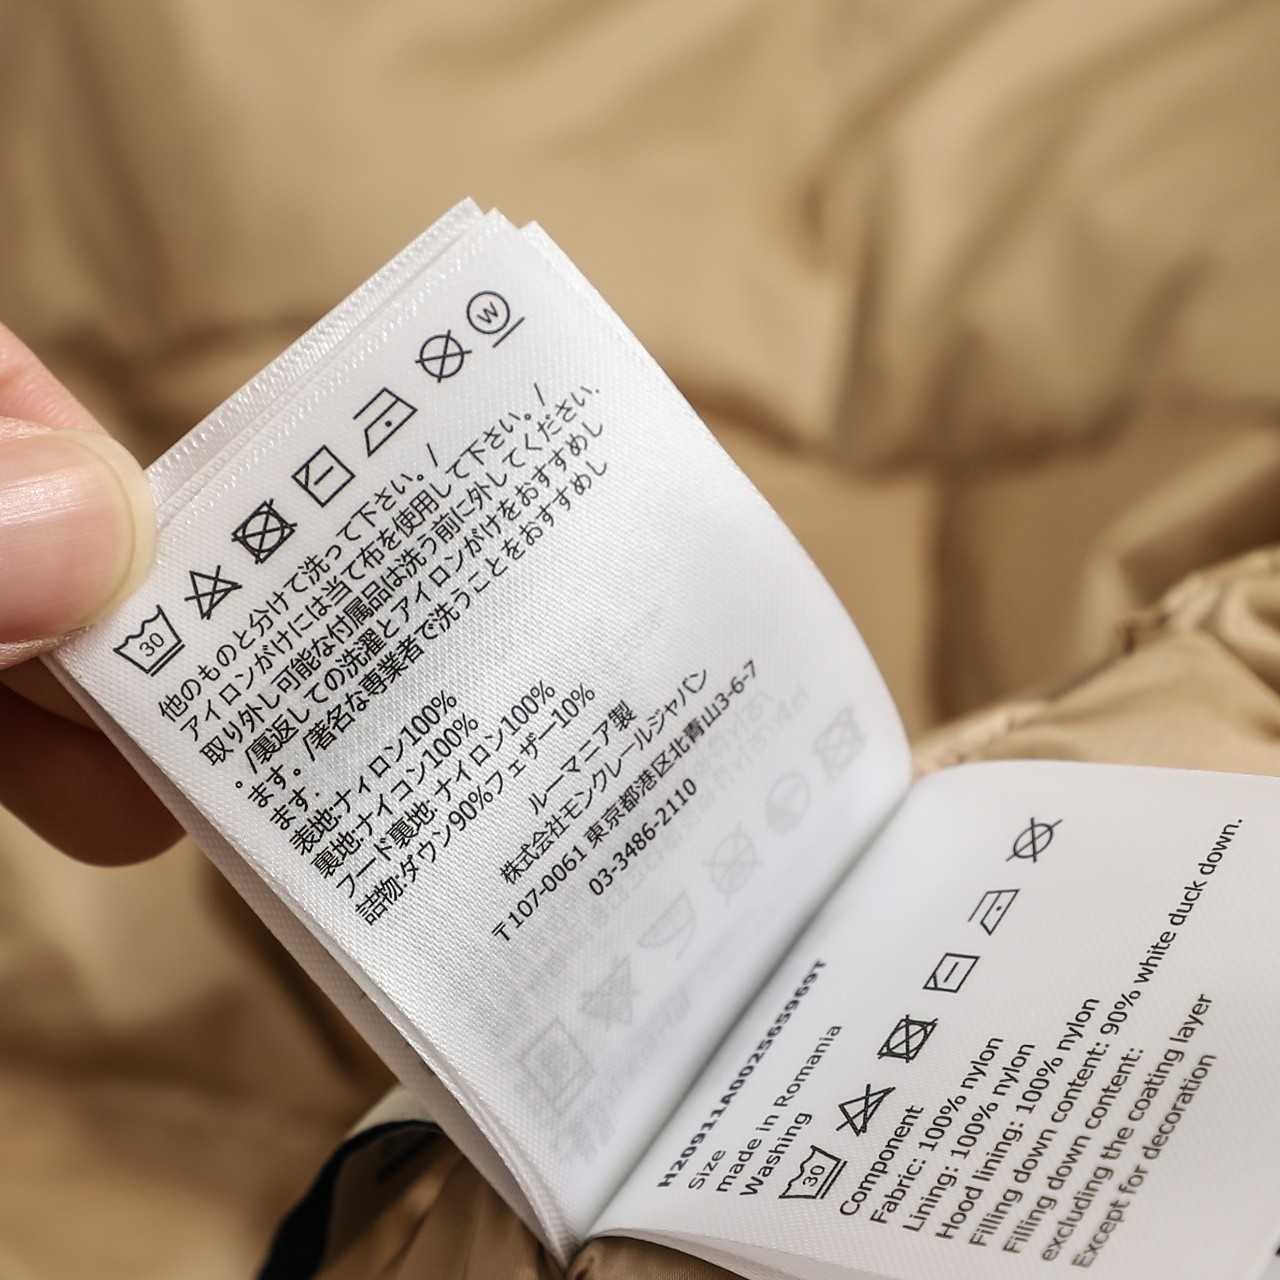 30
W
他のものと分けて洗って下さい。/
アイロンがけには当て布を使用して下さい。/
取り外し可能な付属品は洗う前に外してください.
。/裏返しての洗濯とアイロンがけをおすすめし
ます。/著名な専業者で洗うことをおすすめし
ます.
表地:ナイロン100%
裏地:ナイコン100%
フード裏地: ナイロン100%
詰物:ダウン90%フェザー10%
ルーマニア製
株式会社モンクレールジャパン
〒107-0061 東京都港区北青山3-6-7
03-3486-2110
H20911A002565969T
Size
made in Romania
Washing
30
Component
Fabric: 100% nylon
Lining: 100% nylon
Hood lining: 100% nylon
Filling down content: 90% white duck down.
Filling down content:
excluding the coating layer
Except for decoration